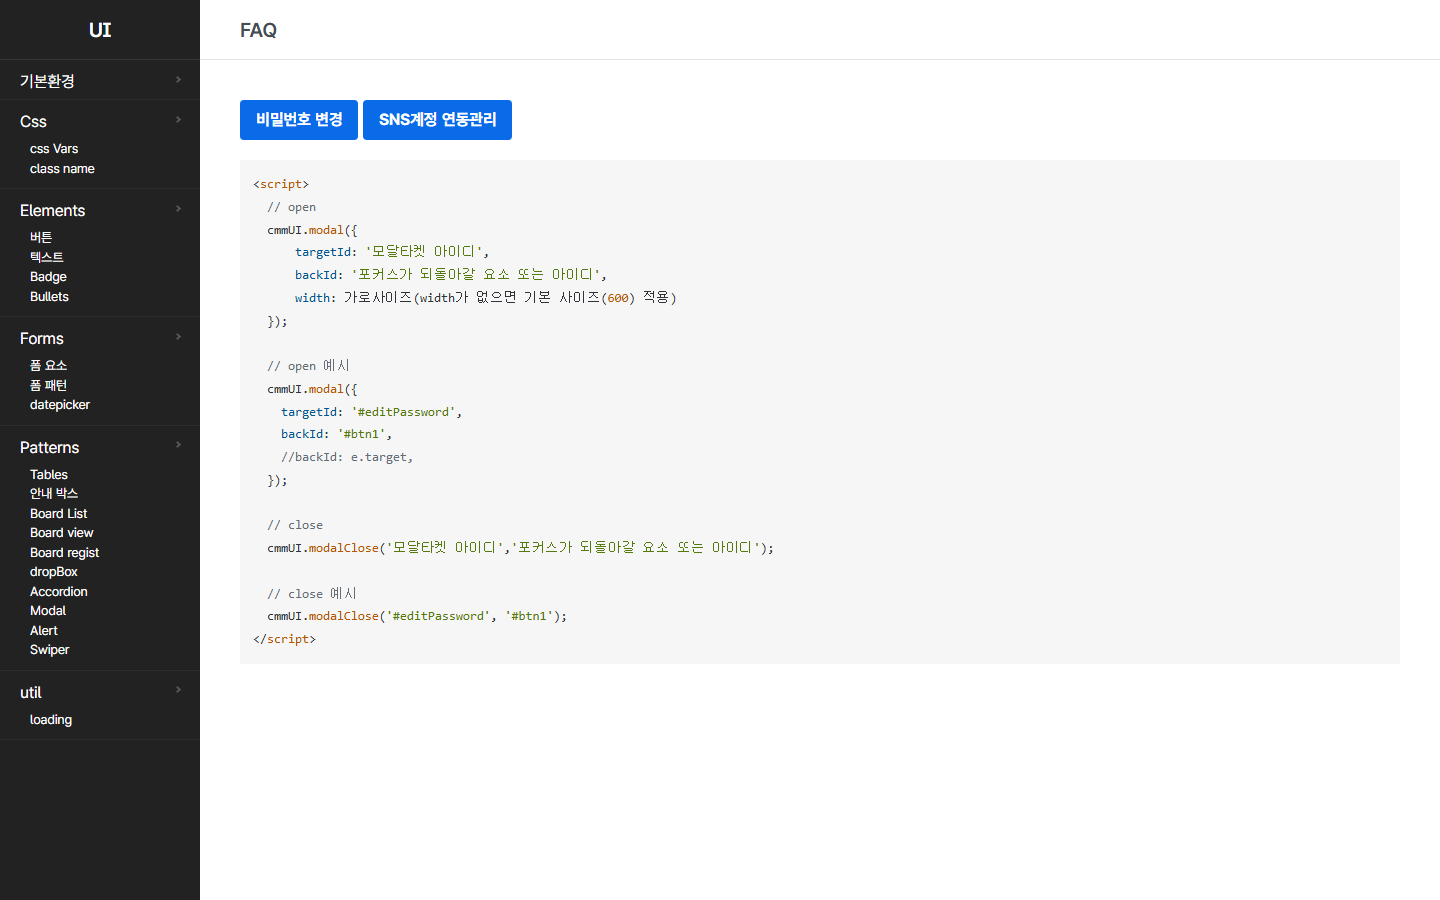 UI
기본환경
Css
css Vars
class name
Elements
버튼
텍스트
Badge
Bullets
Forms
폼 요소
폼 패턴
datepicker
Patterns
Tables
안내 박스
Board List
Board view
Board regist
dropBox
Accordion
Modal
Alert
Swiper
util
loading
FAQ
비밀번호 변경 SNS계정 연동관리
<script>
// open
cmmUI.modal({
targetId: '모달타켓 아이디',
backId: '포커스가 되돌아갈 요소 또는 아이디',
width: 가로사이즈(width가 없으면 기본 사이즈(600) 적용)
});
// open 예시
cmmUI.modal({
targetId: '#editPassword',
backId: '#btn1',
//backId: e.target,
});
// close
cmmUI.modalClose('모달타켓 아이디','포커스가 되돌아갈 요소 또는 아이디');
// close 예시
cmmUI.modalClose('#editPassword', '#btn1');
</script>